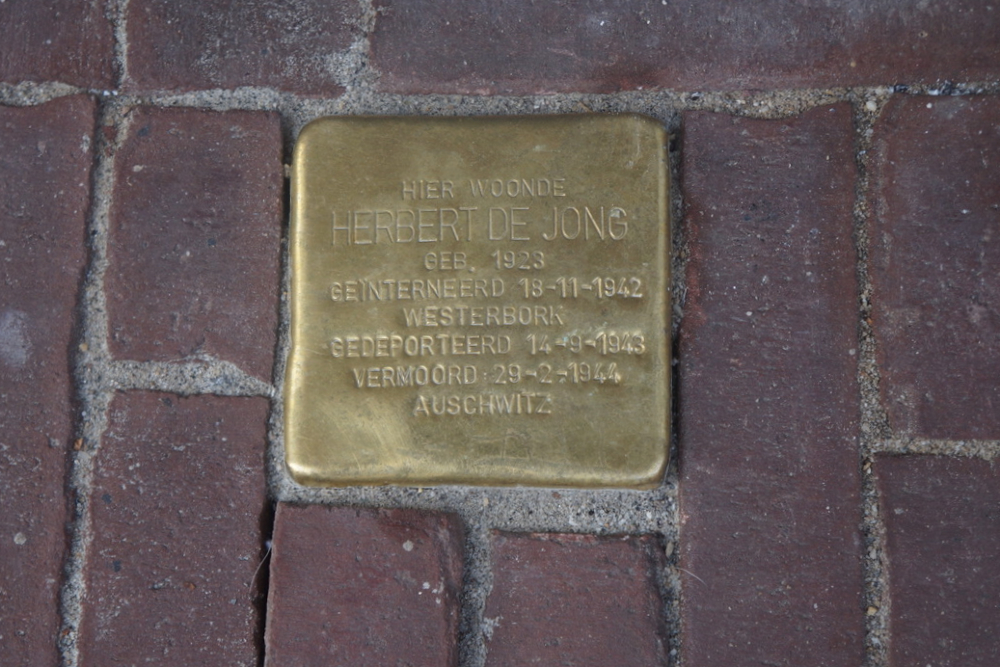 HIER WOONDE
HERBERT DE JONG
GEB. 1923
GEÏNTERNEERD 18-11-1942
WESTERBORK
GEDEPORTEERD 14-9-1943
VERMOORD 29-2-1944
AUSCHWITZ